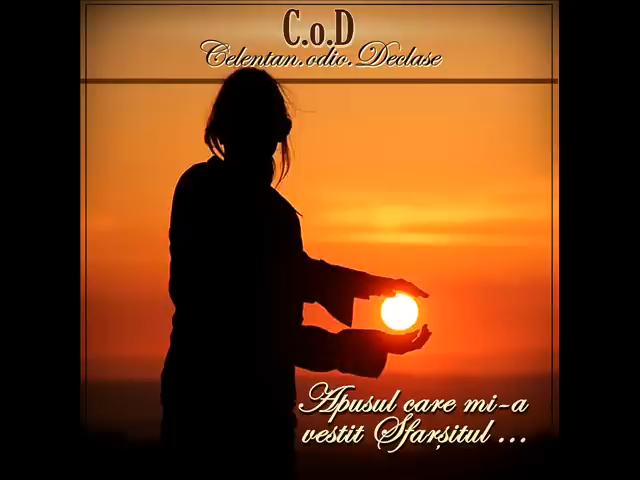 C.o.D
Celentan.odio.Declase
Apusul care mi-a
vestit Sfarșitul ...